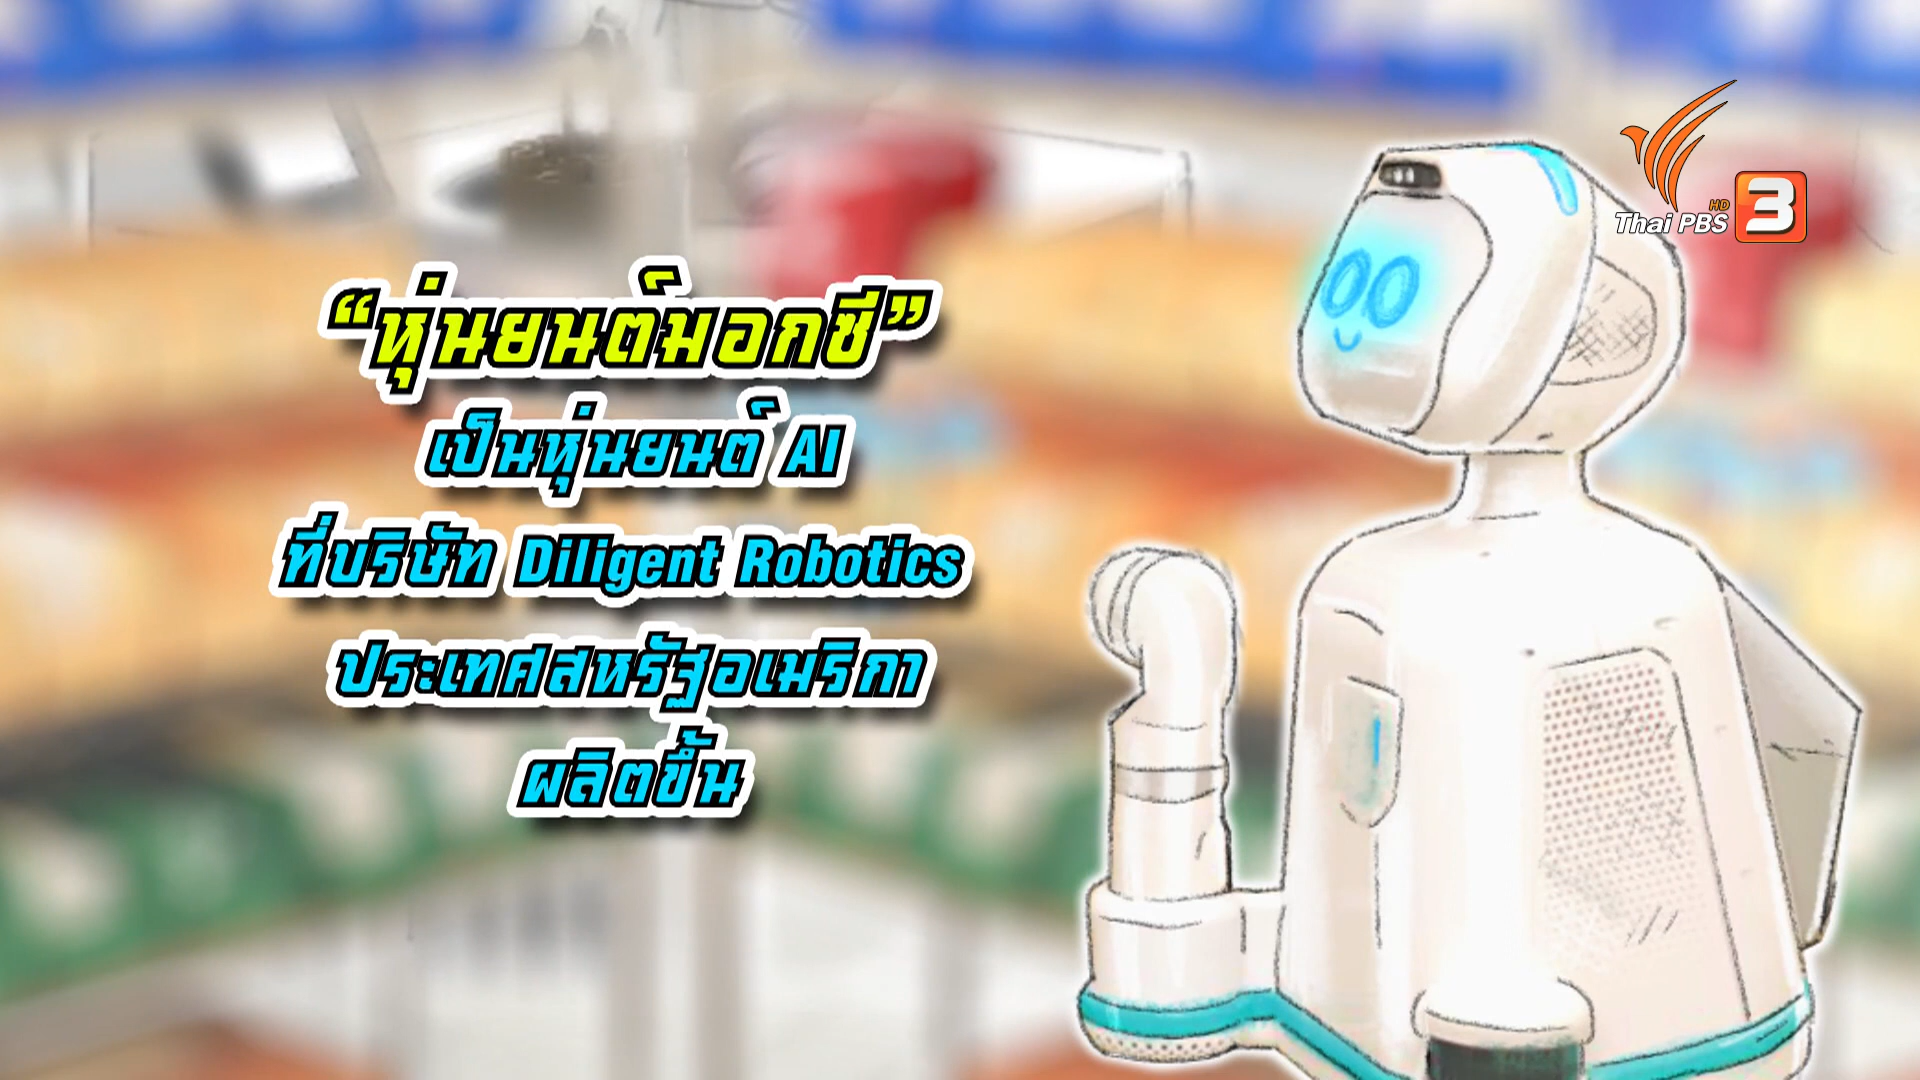 “หุ่นยนต์มอกซี”
เป็นหุ่นยนต์ AI
ที่บริษัท Diligent Robotics
ประเทศสหรัฐอเมริกา
ผลิตขึ้น
HD
Thai PBS 3